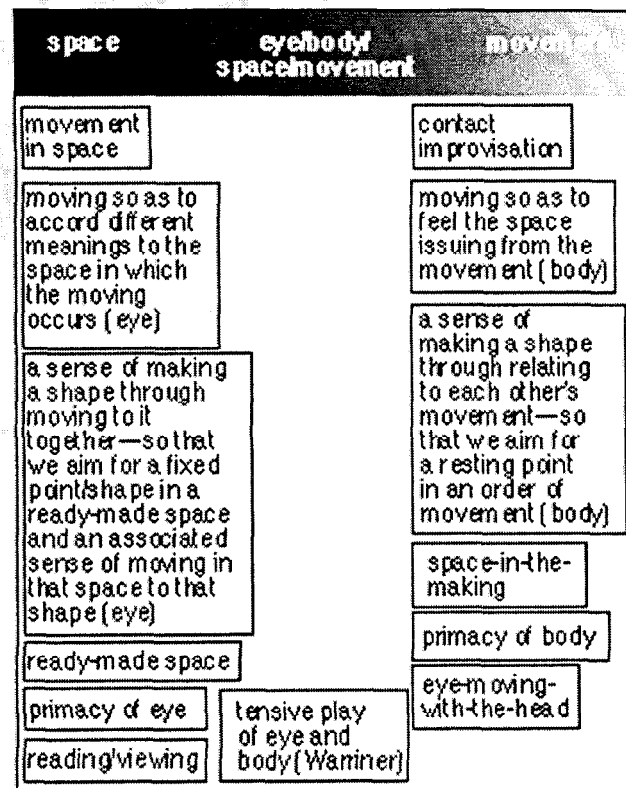 space
eye/body/
space/movement
movement
movement
in space
moving so as to
accord different
meanings to the
space in which
the moving
occurs (eye)
a sense of making
a shape through
moving to it
together—so that
we aim for a fixed
point/shape in a
ready-made space
and an associated
sense of moving in
that space to that
shape (eye)
ready-made space
primacy of eye
reading/viewing
tensive play
of eye and
body (Warriner)
contact
improvisation
moving so as to
feel the space
issuing from the
movement (body)
a sense of
making a shape
through relating
to each other's
movement—so
that we aim for
a resting point
in an order of
movement (body)
space-in-the-
making
primacy of body
eye-moving-
with-the-head